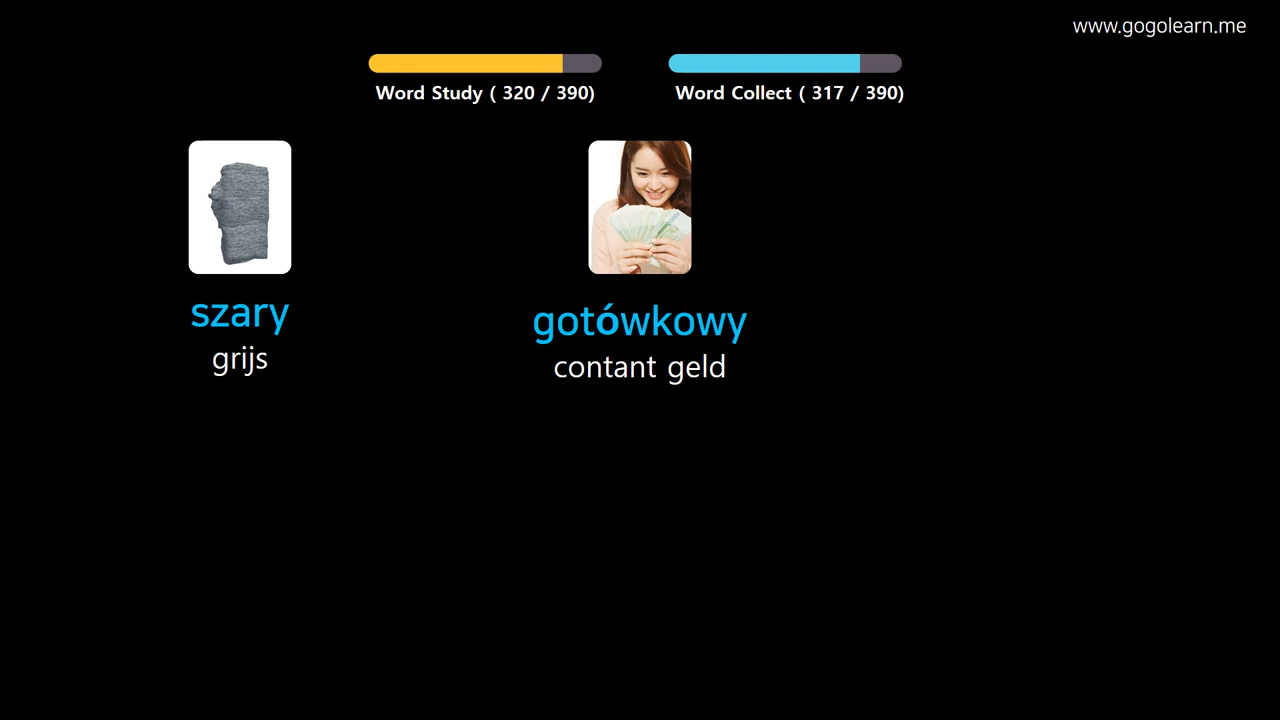 www.gogolearn.me
Word Study ( 320 / 390)
Word Collect ( 317 / 390)
szary
grijs
gotówkowy
contant geld